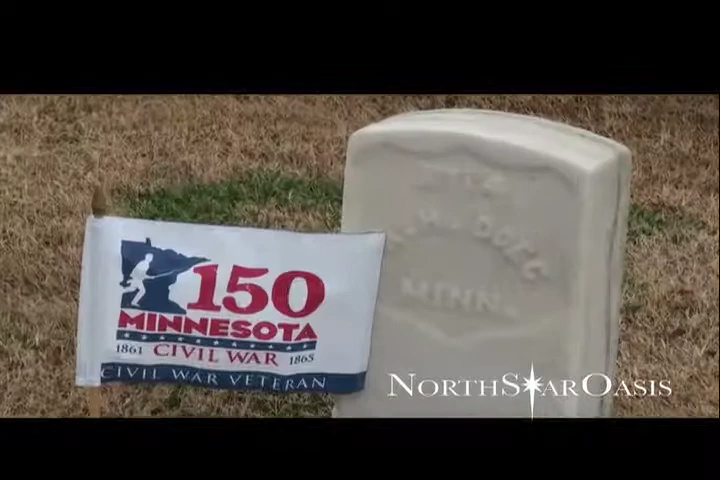 150
MINNESOTA
1861 CIVIL WAR 1865
CIVIL WAR VETERAN
MINN.
NORTHSTAROASIS